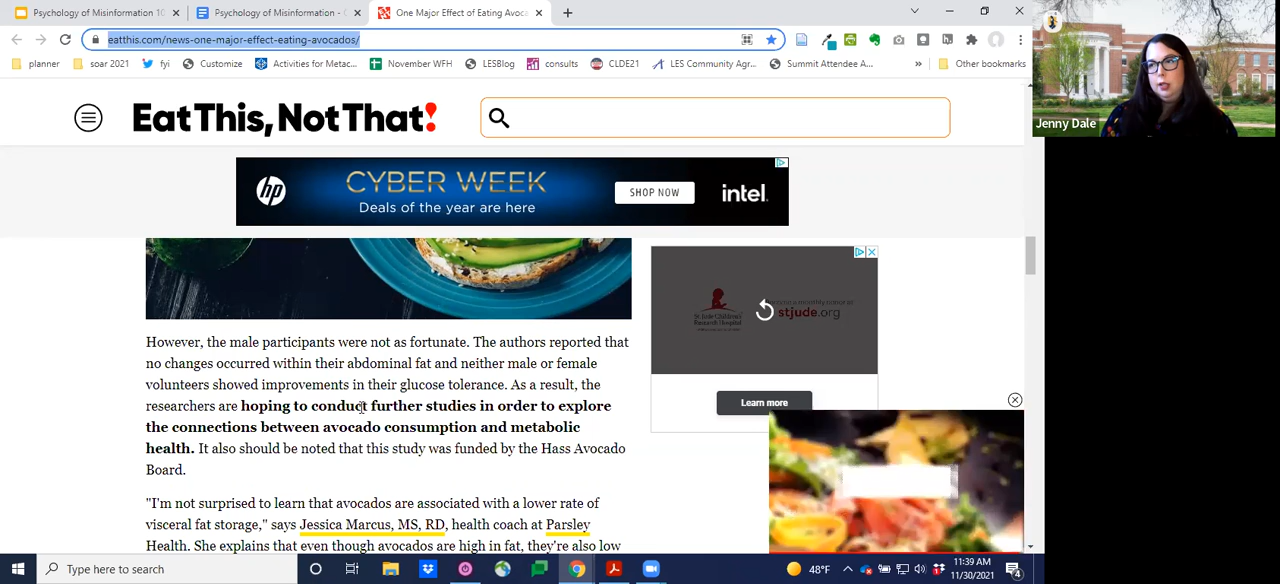 Psychology of Misinformation 10
Psychology of Misinformation -
One Major Effect of Eating Avoca
eatthis.com/news-one-major-effect-eating-avocados/
planner
soar 2021
fyi
Customize
Activities for Metac...
November WFH
LESBlog
consults
CLDE21
LES Community Agr...
Summit Attendee A...
»
Other bookmarks
Jenny Dale
Eat This, Not That!
hp
CYBER WEEK
Deals of the year are here
SHOP NOW
intel.
St. Jude Children's
Research Hospital
stjude.org
Learn more
However, the male participants were not as fortunate. The authors reported that
no changes occurred within their abdominal fat and neither male or female
volunteers showed improvements in their glucose tolerance. As a result, the
researchers are hoping to conduct further studies in order to explore
the connections between avocado consumption and metabolic
health. It also should be noted that this study was funded by the Hass Avocado
Board.
"I'm not surprised to learn that avocados are associated with a lower rate of
visceral fat storage," says Jessica Marcus, MS, RD, health coach at Parsley
Health. She explains that even though avocados are high in fat, they're also low
Type here to search
48°F
11:39 AM
11/30/2021
4